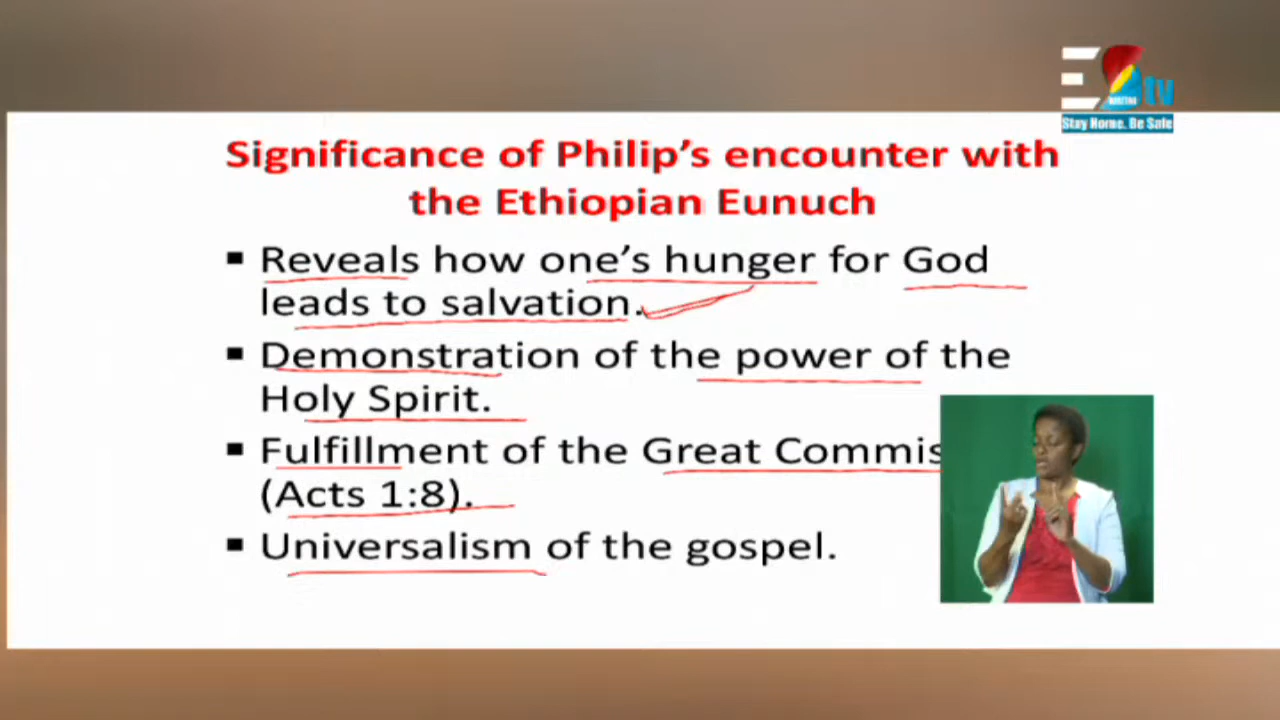 tv
Stay Home. Be Safe
Significance of Philip's encounter with
the Ethiopian Eunuch
▪ Reveals how one's hunger for God
leads to salvation.
▪ Demonstration of the power of the
Holy Spirit.
▪ Fulfillment of the Great Commis
(Acts 1:8).
▪ Universalism of the gospel.